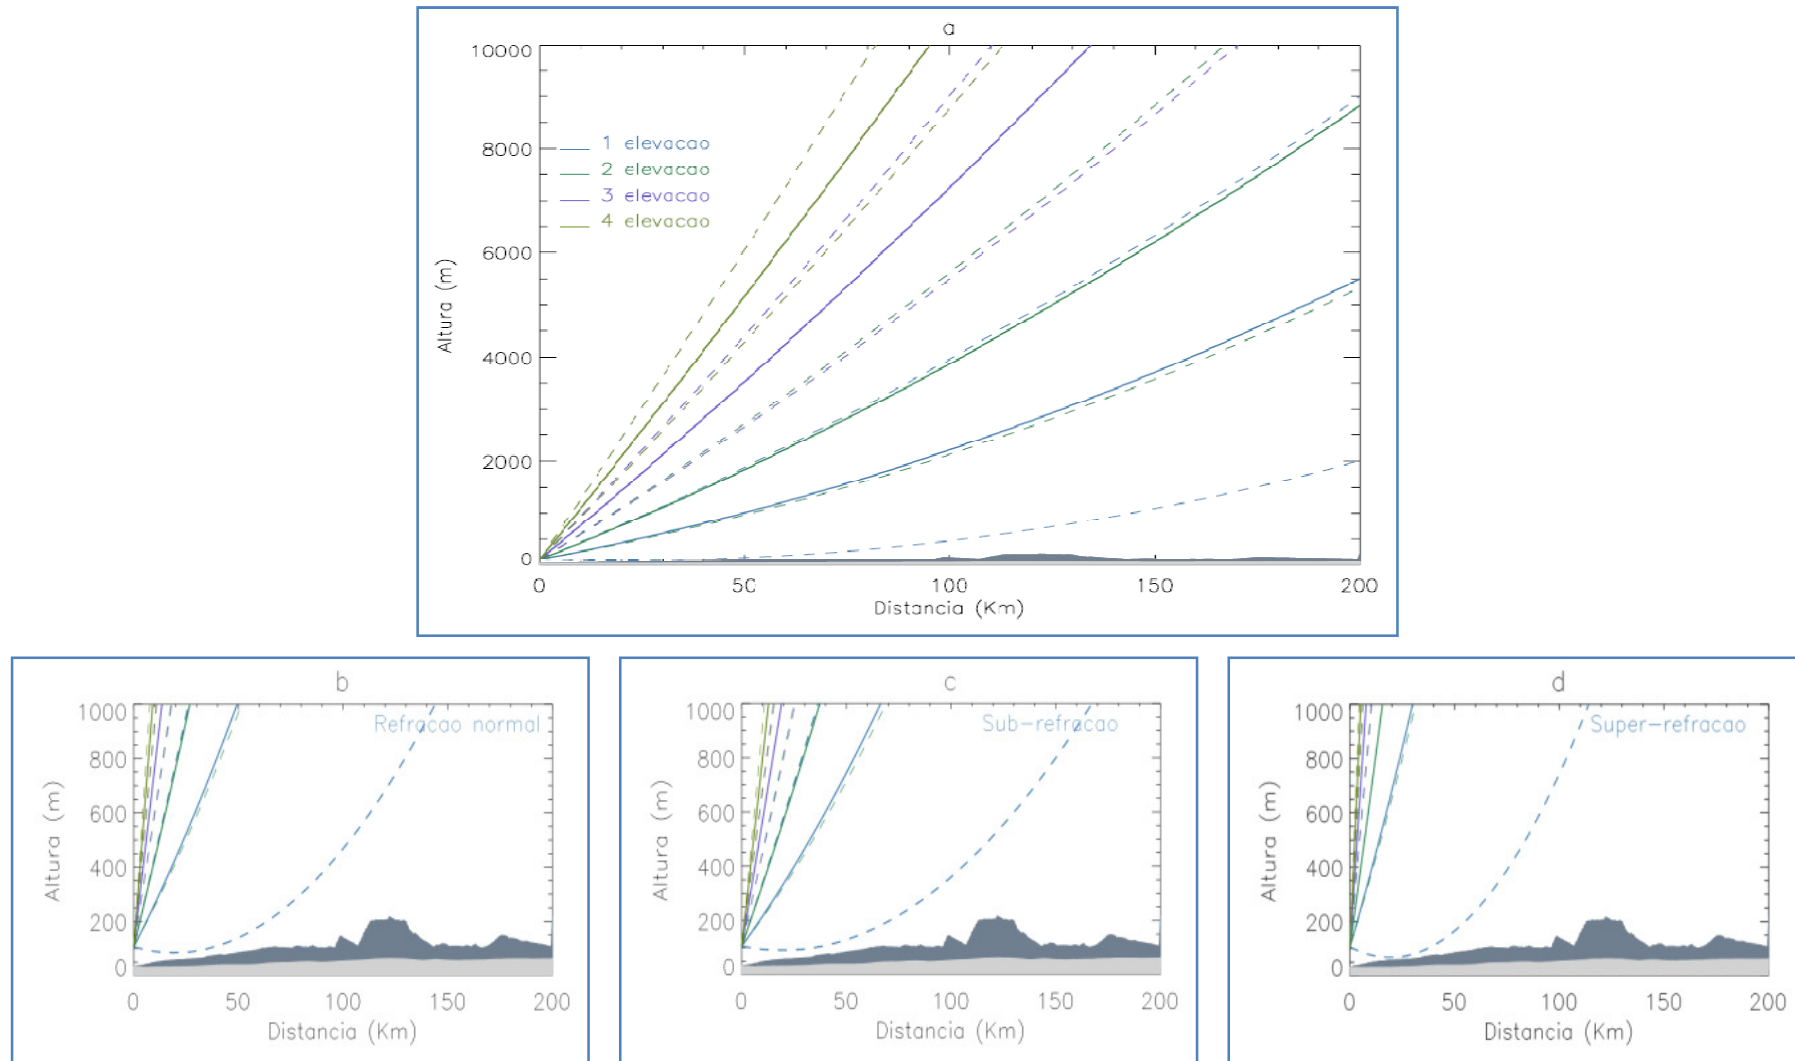 a
10000
8000
6000
4000
2000
0
Altura (m)
1 elevacao
2 elevacao
3 elevacao
4 elevacao
0 50 100 150 200
Distancia (Km)
b
Refracao normal
1000
800
600
400
200
0
Altura (m)
0 50 100 150 200
Distancia (Km)
c
Sub-refracao
1000
800
600
400
200
0
Altura (m)
0 50 100 150 200
Distancia (Km)
d
Super-refracao
1000
800
600
400
200
0
Altura (m)
0 50 100 150 200
Distancia (Km)